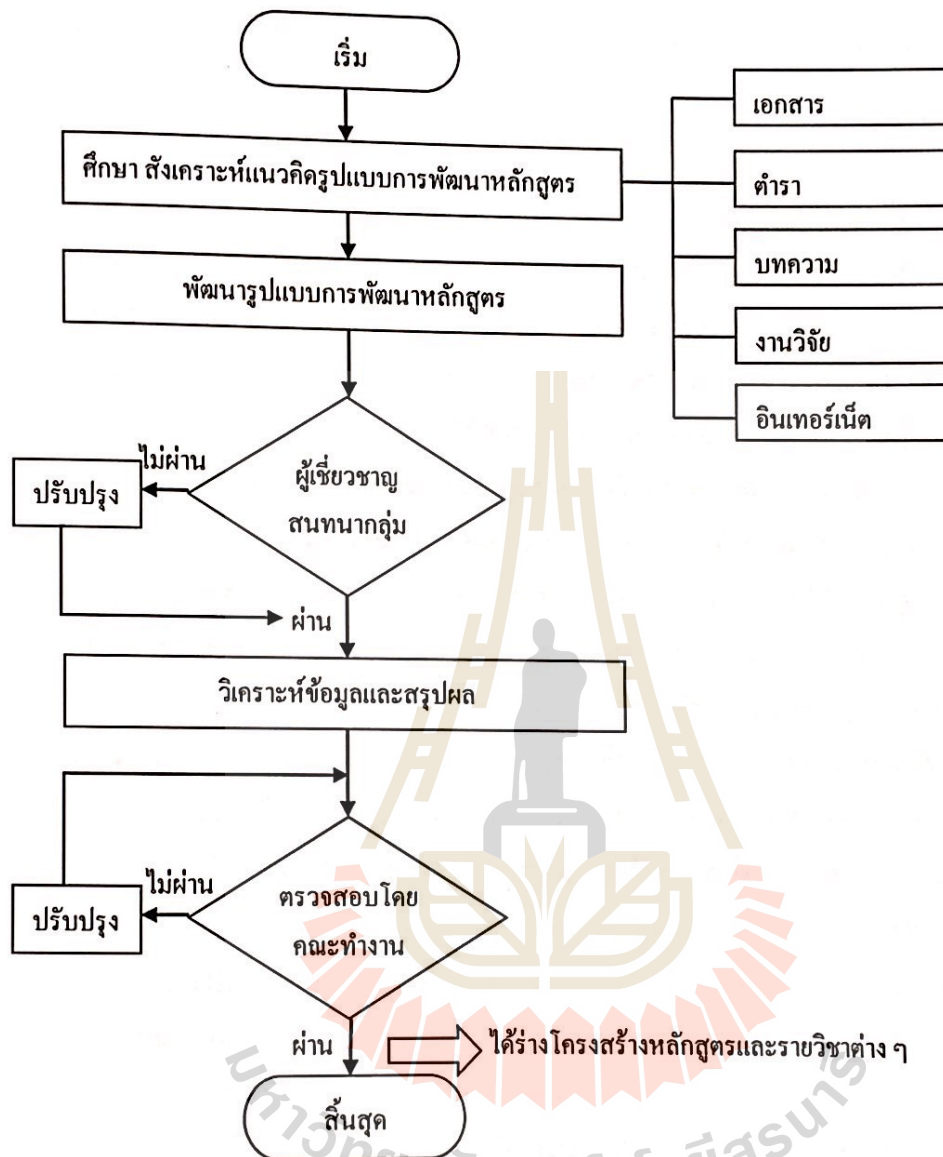 เริ่ม
ศึกษา สังเคราะห์แนวคิดรูปแบบการพัฒนาหลักสูตร
เอกสาร
ตำรา
บทความ
งานวิจัย
อินเทอร์เน็ต
พัฒนารูปแบบการพัฒนาหลักสูตร
ผู้เชี่ยวชาญ
สนทนากลุ่ม
ไม่ผ่าน
ปรับปรุง
ผ่าน
วิเคราะห์ข้อมูลและสรุปผล
ตรวจสอบโดย
คณะทำงาน
ไม่ผ่าน
ปรับปรุง
ผ่าน
ได้ร่างโครงสร้างหลักสูตรและรายวิชาต่าง ๆ
สิ้นสุด